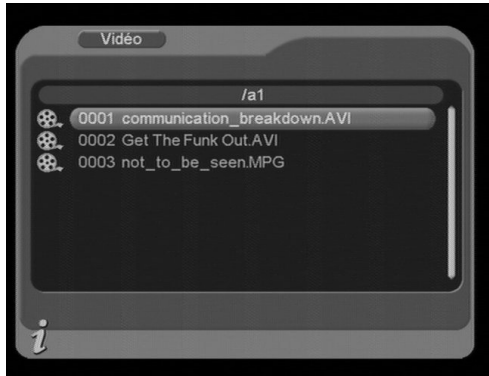 Vidéo
/a1
0001 communication_breakdown.AVI
0002 Get The Funk Out.AVI
0003 not_to_be_seen.MPG
i